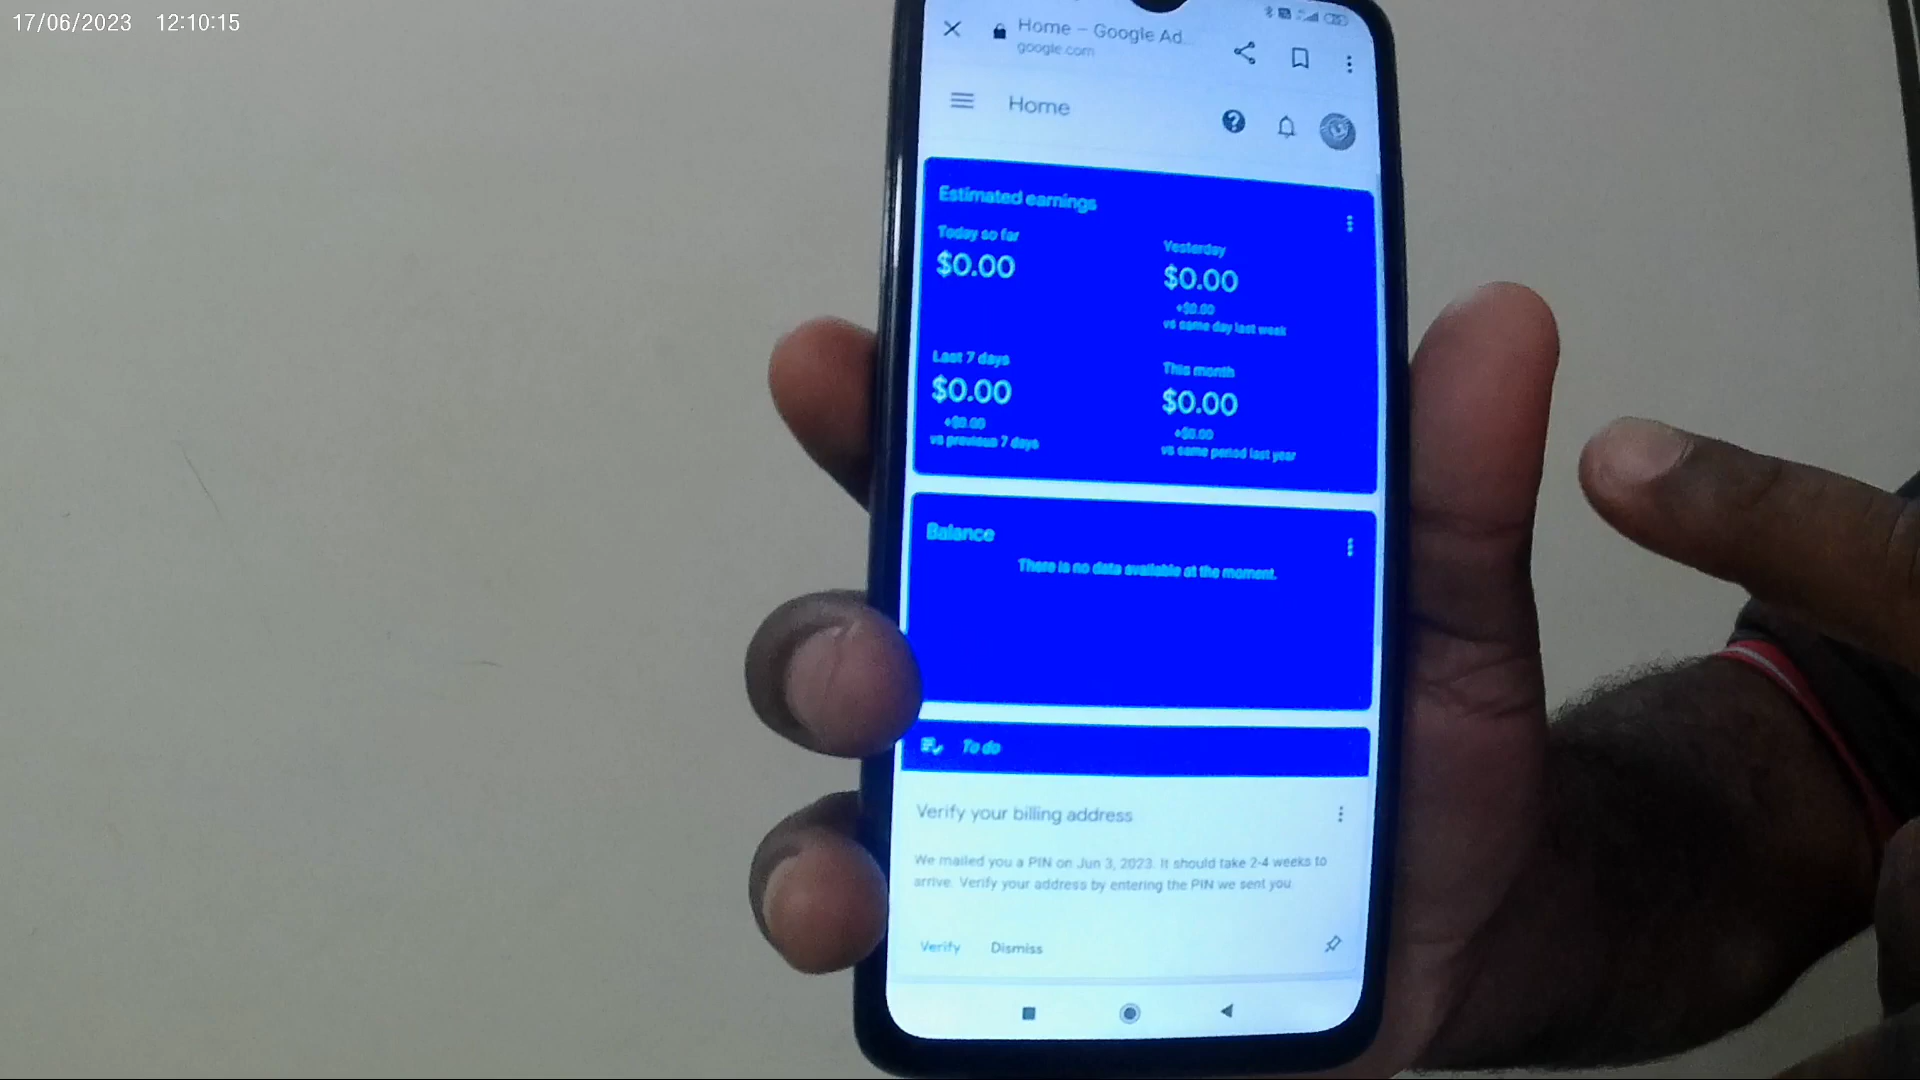 17/06/2023 12:10:15
Home – Google Ad...
google.com
Home
Estimated earnings
Today so far
$0.00
Yesterday
$0.00
+$0.00
vs same day last week
Last 7 days
$0.00
+$0.00
vs previous 7 days
This month
$0.00
+$0.00
vs same period last year
Balance
There is no data available at the moment.
To do
Verify your billing address
We mailed you a PIN on Jun 3, 2023. It should take 2-4 weeks to
arrive. Verify your address by entering the PIN we sent you
Verify Dismiss